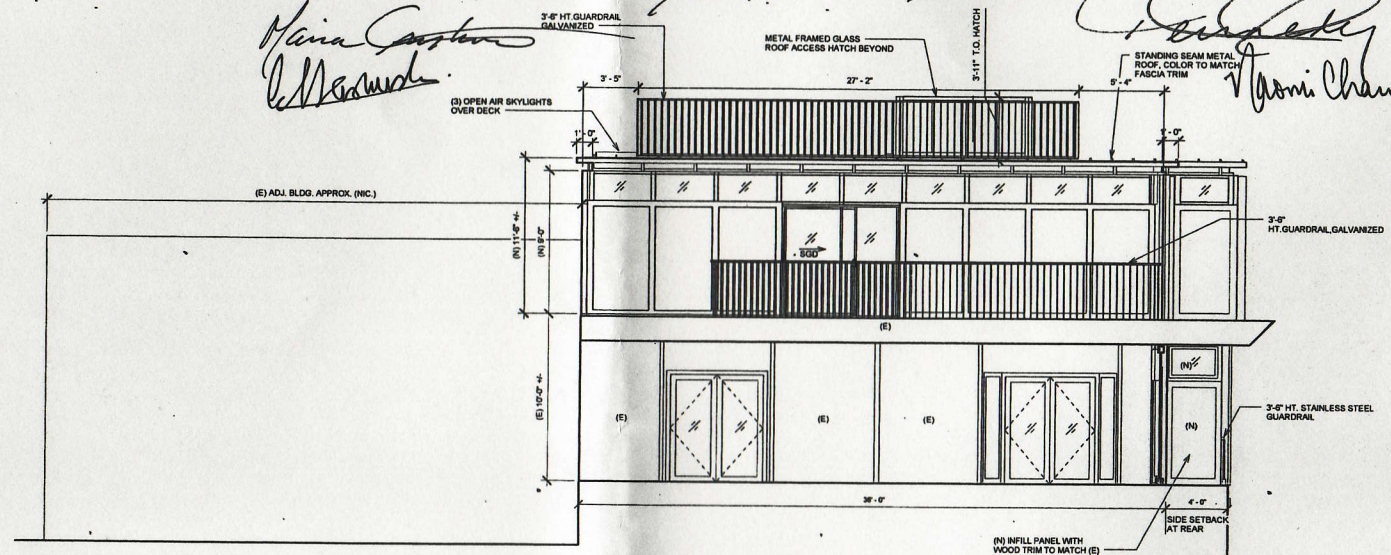 Maria
3'-6" HT.GUARDRAIL
GALVANIZED
METAL FRAMED GLASS
ROOF ACCESS HATCH BEYOND
3'-11" T.O. HATCH
STANDING SEAM METAL
ROOF, COLOR TO MATCH
FASCIA TRIM
Naomi Chan
3'-5"
27'-2"
5'-4"
(3) OPEN AIR SKYLIGHTS
OVER DECK
1'-0"
1'-0"
(E) ADJ. BLDG. APPROX. (NIC.)
(N) 11'-6" +/-
(N) 9'-0"
SGD
3'-6"
HT.GUARDRAIL,GALVANIZED
(E)
(E) 10'-0" +/-
(E)
(E)
(E)
(N)
(N)
3'-6" HT. STAINLESS STEEL
GUARDRAIL
36'-0"
4'-0"
SIDE SETBACK
AT REAR
(N) INFILL PANEL WITH
WOOD TRIM TO MATCH (E)